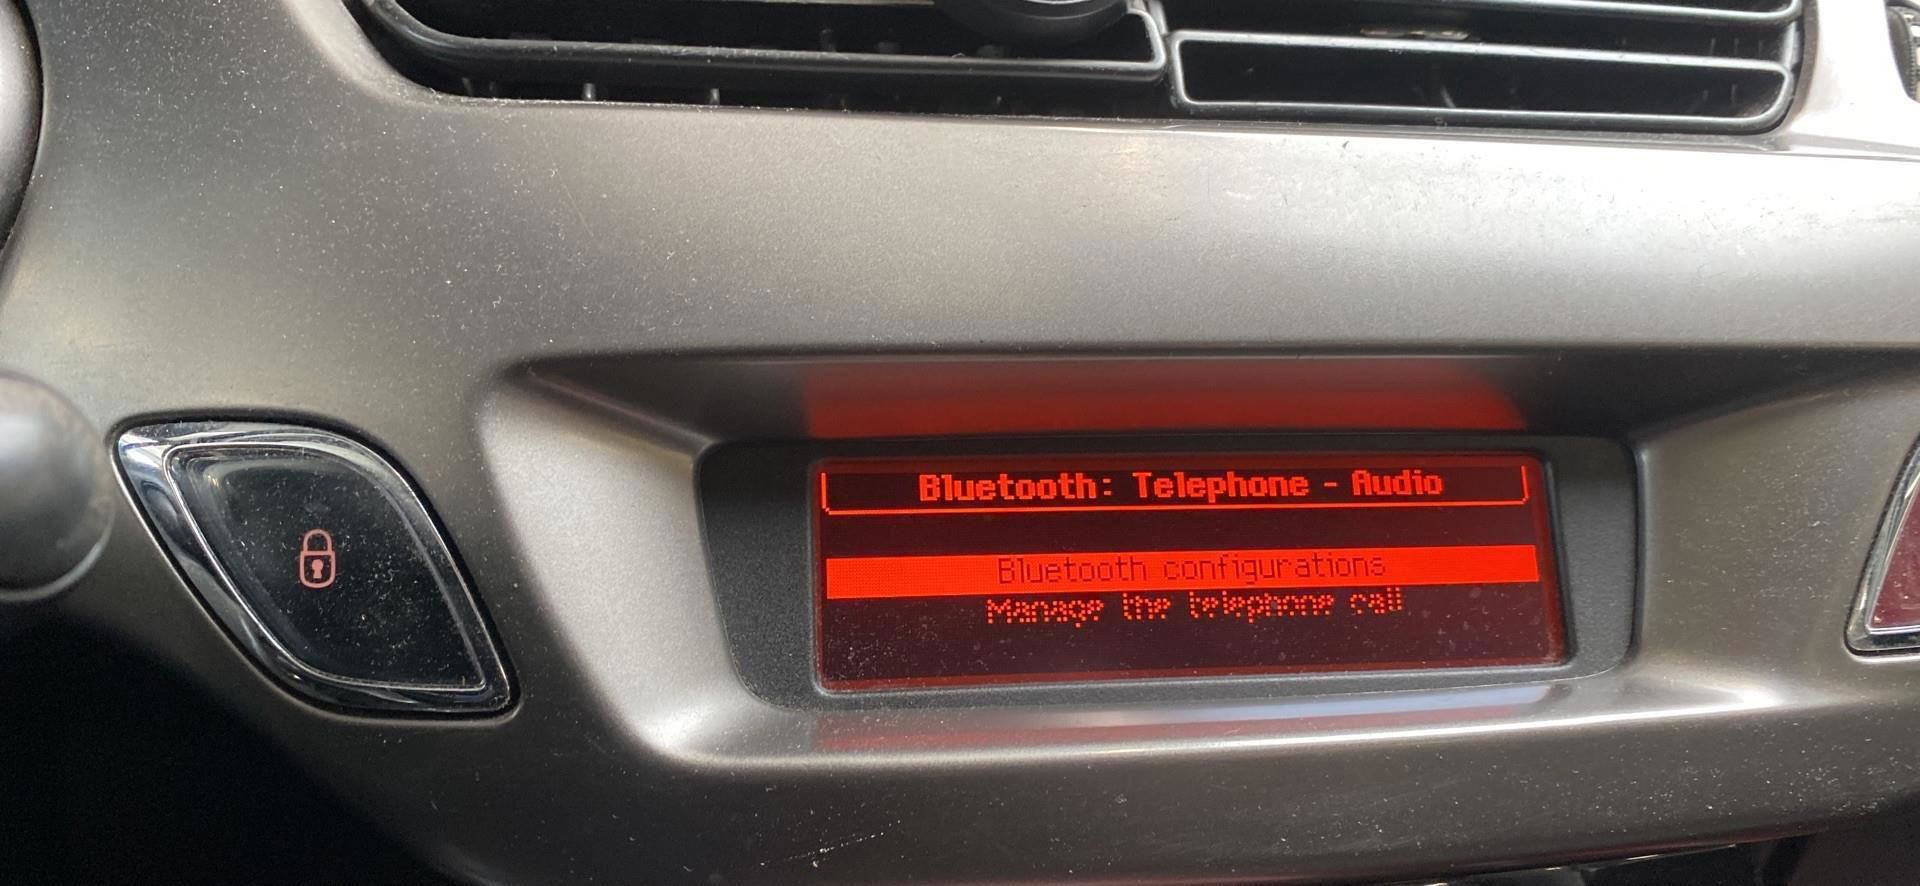 Bluetooth: Telephone - Audio
Bluetooth configurations
Manage the telephone call